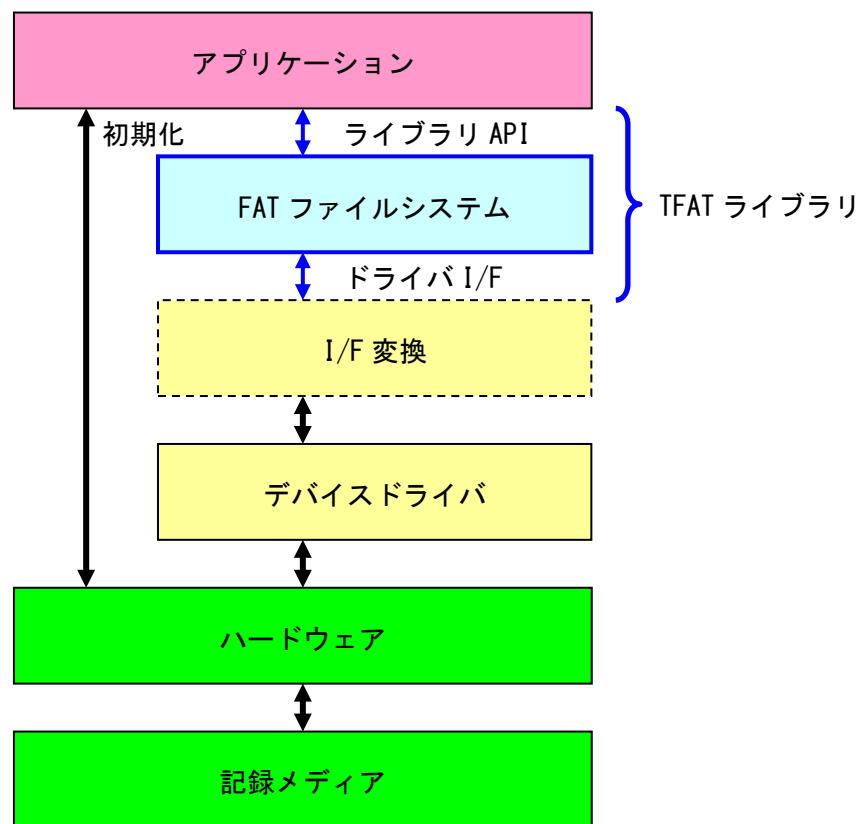 アプリケーション
初期化
ライブラリ API
FAT ファイルシステム
TFAT ライブラリ
ドライバ I/F
I/F 変換
デバイスドライバ
ハードウェア
記録メディア